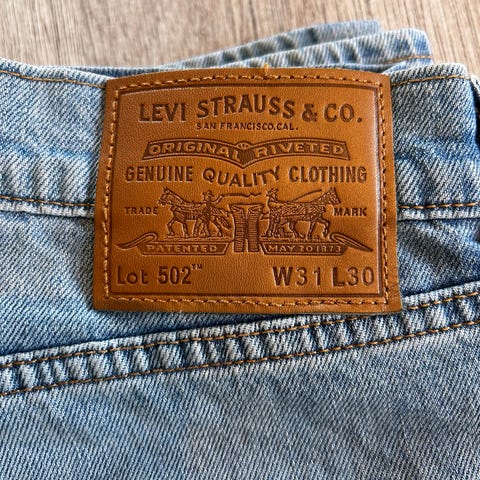 LEVI STRAUSS & CO.
SAN FRANCISCO.CAL.
ORIGINAL RIVETED
GENUINE QUALITY CLOTHING
TRADE MARK
PATENTED MAY 20 1873
Lot 502™ W31 L30